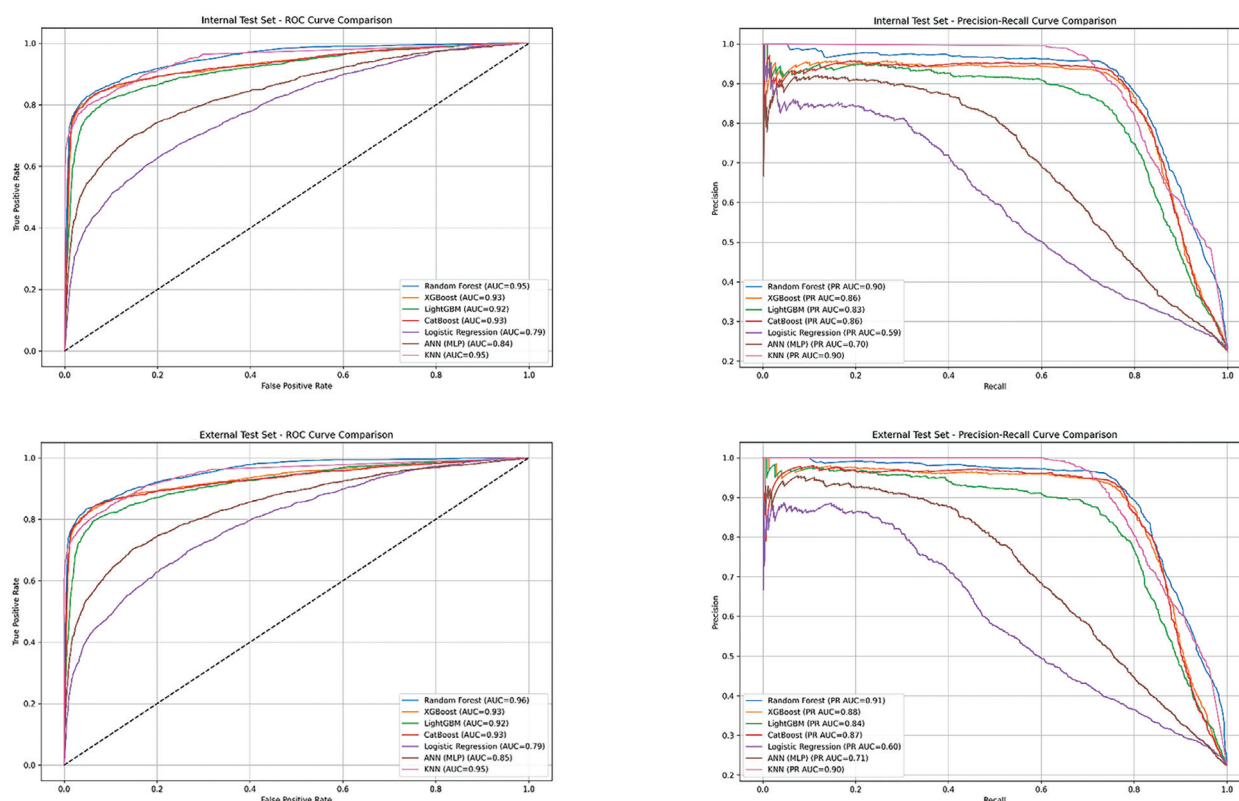 Internal Test Set - ROC Curve Comparison
1.0
0.8
0.6
0.4
0.2
0.0
True Positive Rate
0.0 0.2 0.4 0.6 0.8 1.0
False Positive Rate
Random Forest (AUC=0.95)
XGBoost (AUC=0.93)
LightGBM (AUC=0.92)
CatBoost (AUC=0.93)
Logistic Regression (AUC=0.79)
ANN (MLP) (AUC=0.84)
KNN (AUC=0.95)
Internal Test Set - Precision-Recall Curve Comparison
1.0
0.9
0.8
0.7
0.6
0.5
0.4
0.3
0.2
Precision
0.0 0.2 0.4 0.6 0.8 1.0
Recall
Random Forest (PR AUC=0.90)
XGBoost (PR AUC=0.86)
LightGBM (PR AUC=0.83)
CatBoost (PR AUC=0.86)
Logistic Regression (PR AUC=0.59)
ANN (MLP) (PR AUC=0.70)
KNN (PR AUC=0.90)
External Test Set - ROC Curve Comparison
1.0
0.8
0.6
0.4
0.2
0.0
True Positive Rate
0.0 0.2 0.4 0.6 0.8 1.0
False Positive Rate
Random Forest (AUC=0.96)
XGBoost (AUC=0.93)
LightGBM (AUC=0.92)
CatBoost (AUC=0.93)
Logistic Regression (AUC=0.79)
ANN (MLP) (AUC=0.85)
KNN (AUC=0.95)
External Test Set - Precision-Recall Curve Comparison
1.0
0.9
0.8
0.7
0.6
0.5
0.4
0.3
0.2
Precision
0.0 0.2 0.4 0.6 0.8 1.0
Recall
Random Forest (PR AUC=0.91)
XGBoost (PR AUC=0.88)
LightGBM (PR AUC=0.84)
CatBoost (PR AUC=0.87)
Logistic Regression (PR AUC=0.60)
ANN (MLP) (PR AUC=0.71)
KNN (PR AUC=0.90)